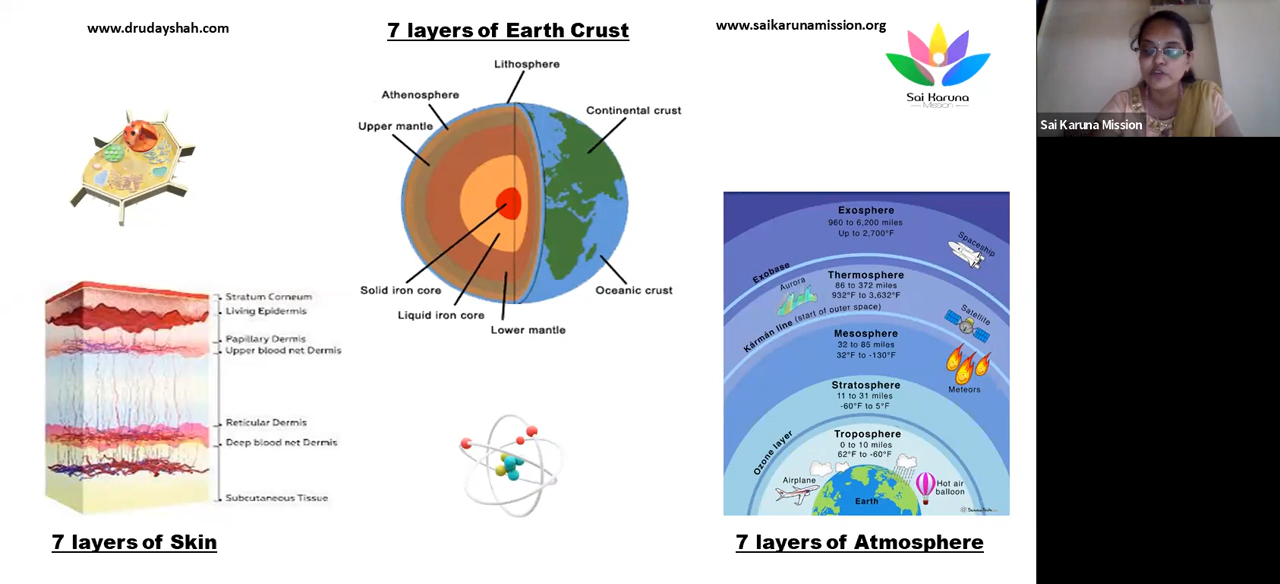 www.drudayshah.com
7 layers of Earth Crust
www.saikarunamission.org
Sai Karuna
Mission
Lithosphere
Athenosphere
Continental crust
Upper mantle
Solid iron core
Oceanic crust
Liquid iron core
Lower mantle
Stratum Corneum
Living Epidermis
Papillary Dermis
Upper blood net Dermis
Reticular Dermis
Deep blood net Dermis
Subcutaneous Tissue
7 layers of Skin
Exosphere
960 to 6,200 miles
Up to 2,700°F
Spaceship
Exobase
Thermosphere
86 to 372 miles
932°F to 3,632°F
Aurora
Kármán line (start of outer space)
Satellite
Mesosphere
32 to 85 miles
32°F to -130°F
Meteors
Stratosphere
11 to 31 miles
-60°F to 5°F
Ozone layer
Troposphere
0 to 10 miles
62°F to -60°F
Airplane
Hot air
balloon
Earth
7 layers of Atmosphere
Sai Karuna Mission